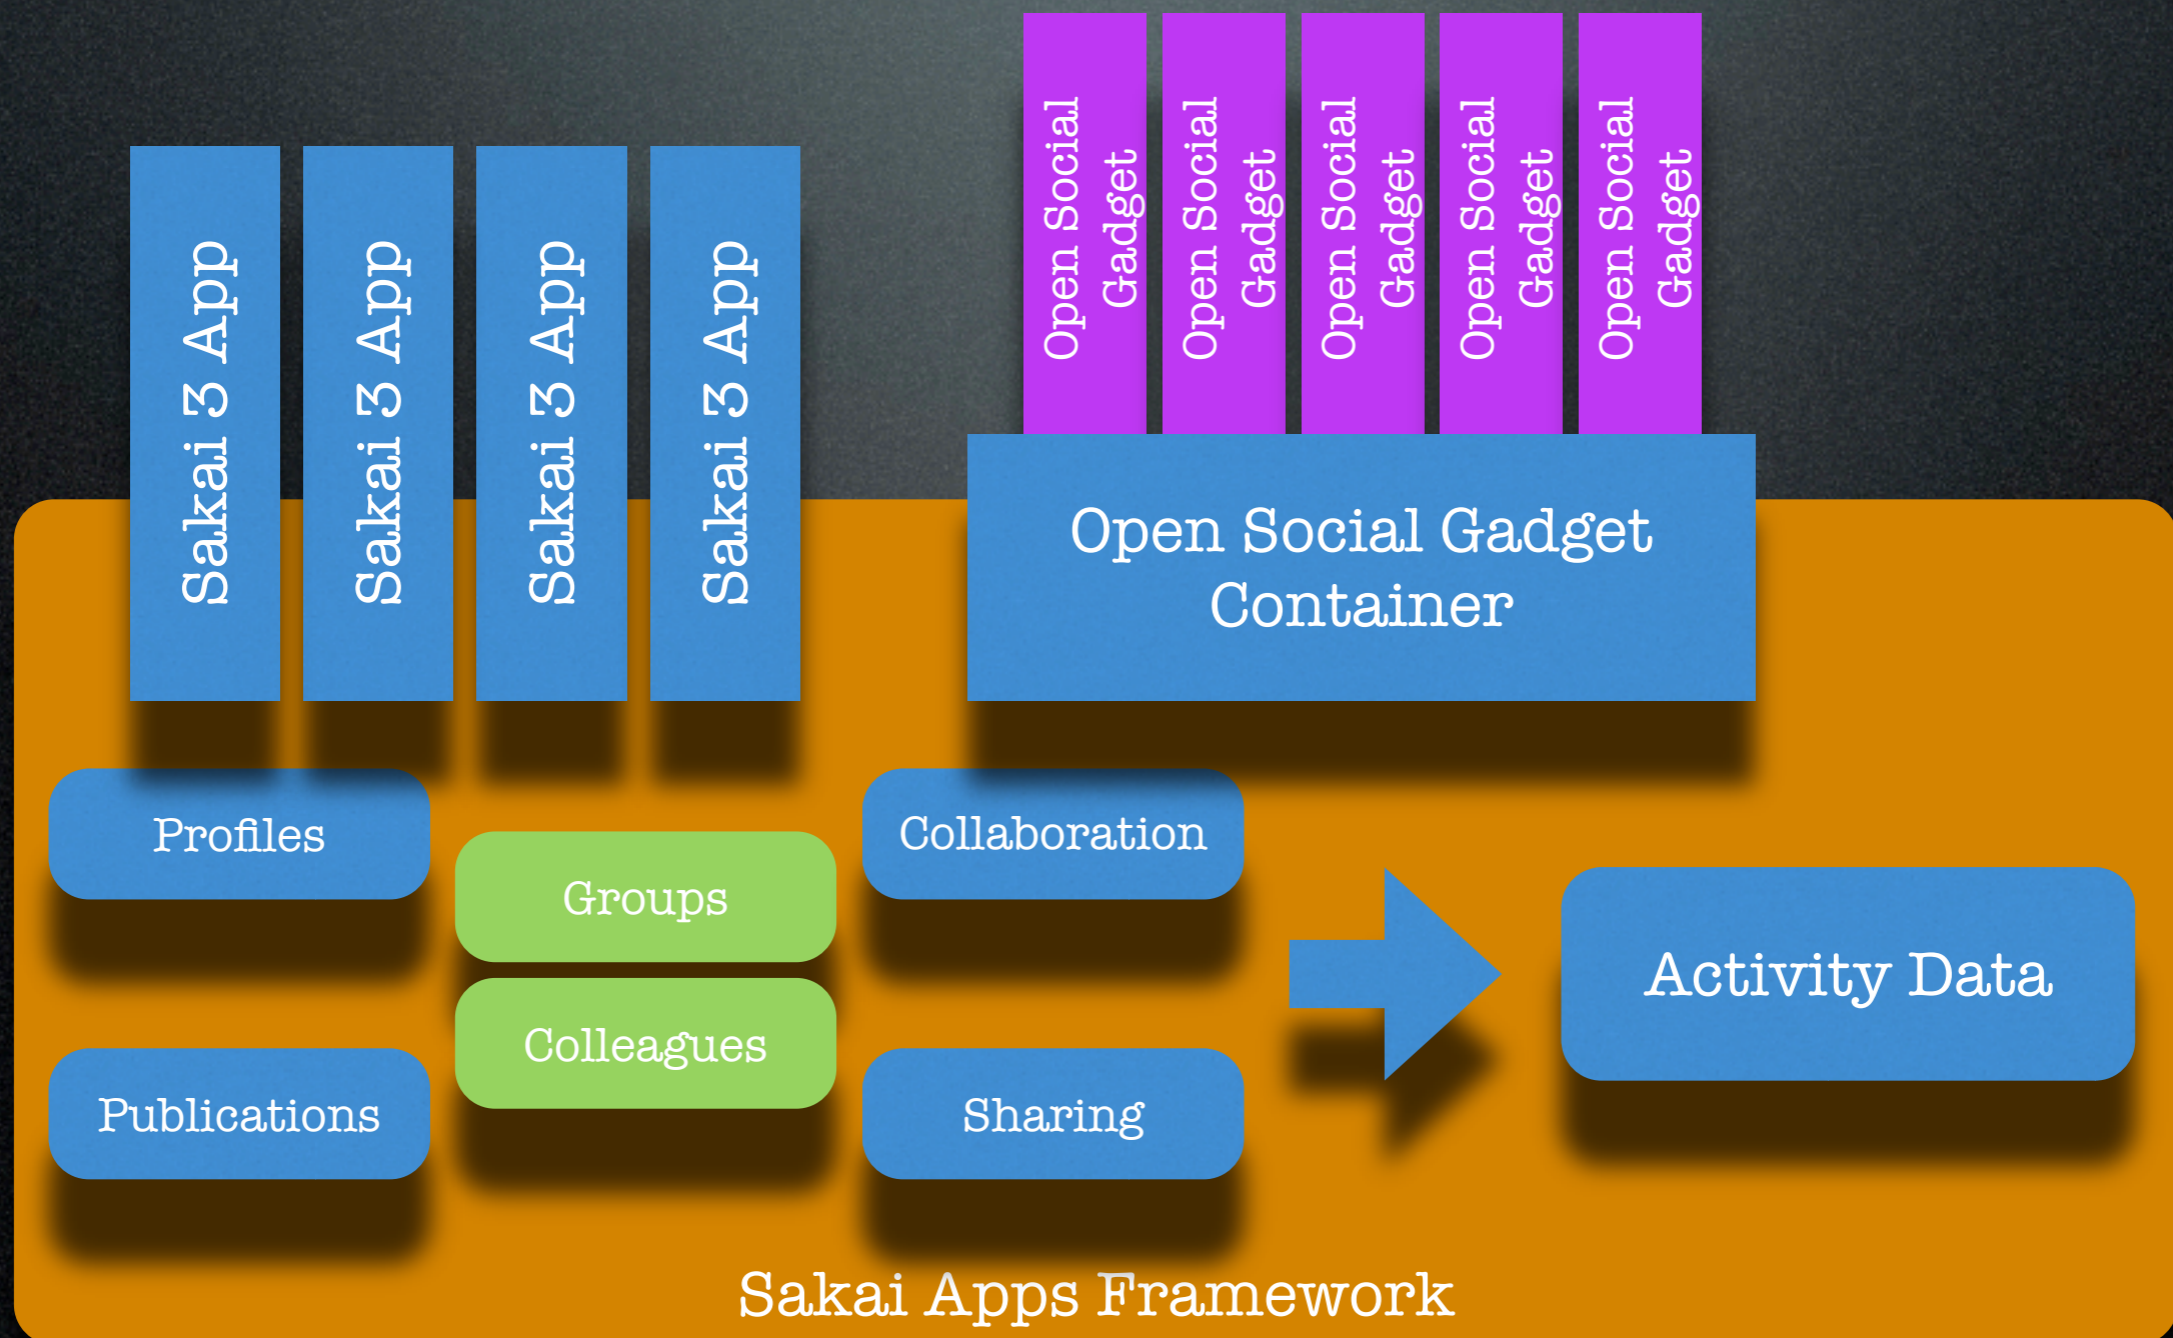 Sakai 3 App
Sakai 3 App
Sakai 3 App
Sakai 3 App
Open Social
Gadget
Open Social
Gadget
Open Social
Gadget
Open Social
Gadget
Open Social
Gadget
Open Social Gadget
Container
Profiles
Groups
Collaboration
Colleagues
Activity Data
Publications
Sharing
Sakai Apps Framework